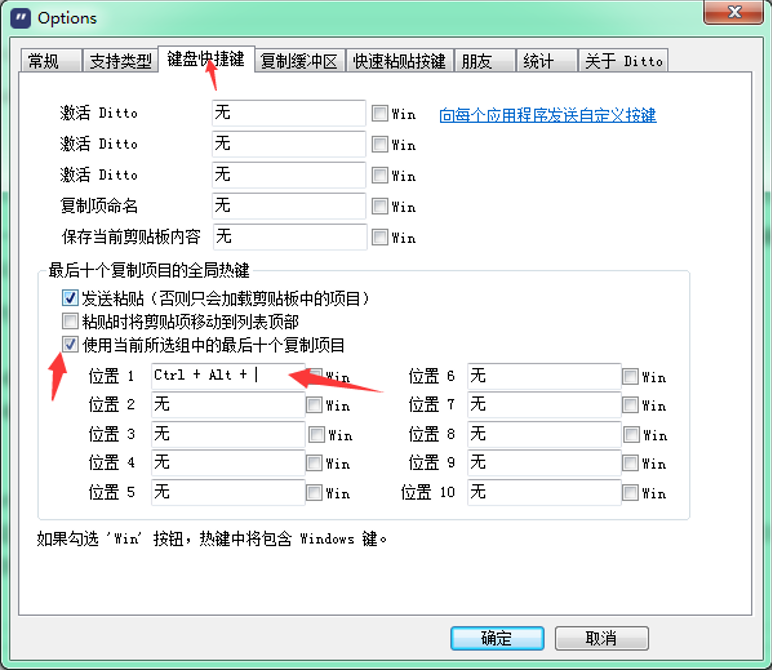 Options
常规 支持类型 键盘快捷键 复制缓冲区 快速粘贴按键 朋友 统计 关于 Ditto
激活 Ditto 无 Win 向每个应用程序发送自定义按键
激活 Ditto 无 Win
激活 Ditto 无 Win
复制项命名 无 Win
保存当前剪贴板内容 无 Win
最后十个复制项目的全局热键
发送粘贴（否则只会加载剪贴板中的项目）
粘贴时将剪贴项移动到列表顶部
使用当前所选组中的最后十个复制项目
位置 1 Ctrl + Alt + Win 位置 6 无 Win
位置 2 无 Win 位置 7 无 Win
位置 3 无 Win 位置 8 无 Win
位置 4 无 Win 位置 9 无 Win
位置 5 无 Win 位置 10 无 Win
如果勾选 'Win' 按钮，热键中将包含 Windows 键。
确定 取消